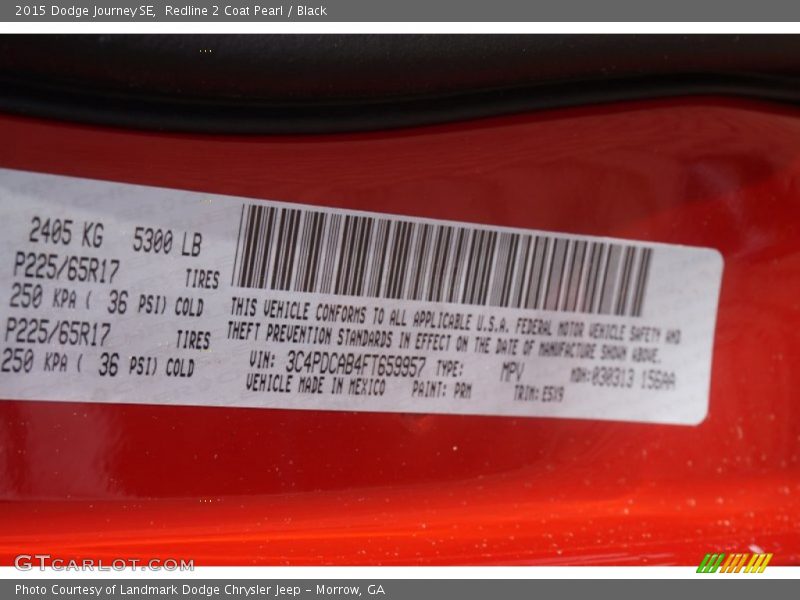 2015 Dodge Journey SE, Redline 2 Coat Pearl / Black
2405 KG 5300 LB
P225/65R17 TIRES
250 KPA ( 36 PSI) COLD
P225/65R17 TIRES
250 KPA ( 36 PSI) COLD
THIS VEHICLE CONFORMS TO ALL APPLICABLE U.S.A. FEDERAL MOTOR VEHICLE SAFETY AND
THEFT PREVENTION STANDARDS IN EFFECT ON THE DATE OF MANUFACTURE SHOWN ABOVE.
VIN: 3C4PDCAB4FT659957 TYPE: MPV MDH:030313 156AA
VEHICLE MADE IN MEXICO PAINT: PRM TRIM:E5X9
GTCARLOT.COM
Photo Courtesy of Landmark Dodge Chrysler Jeep – Morrow, GA